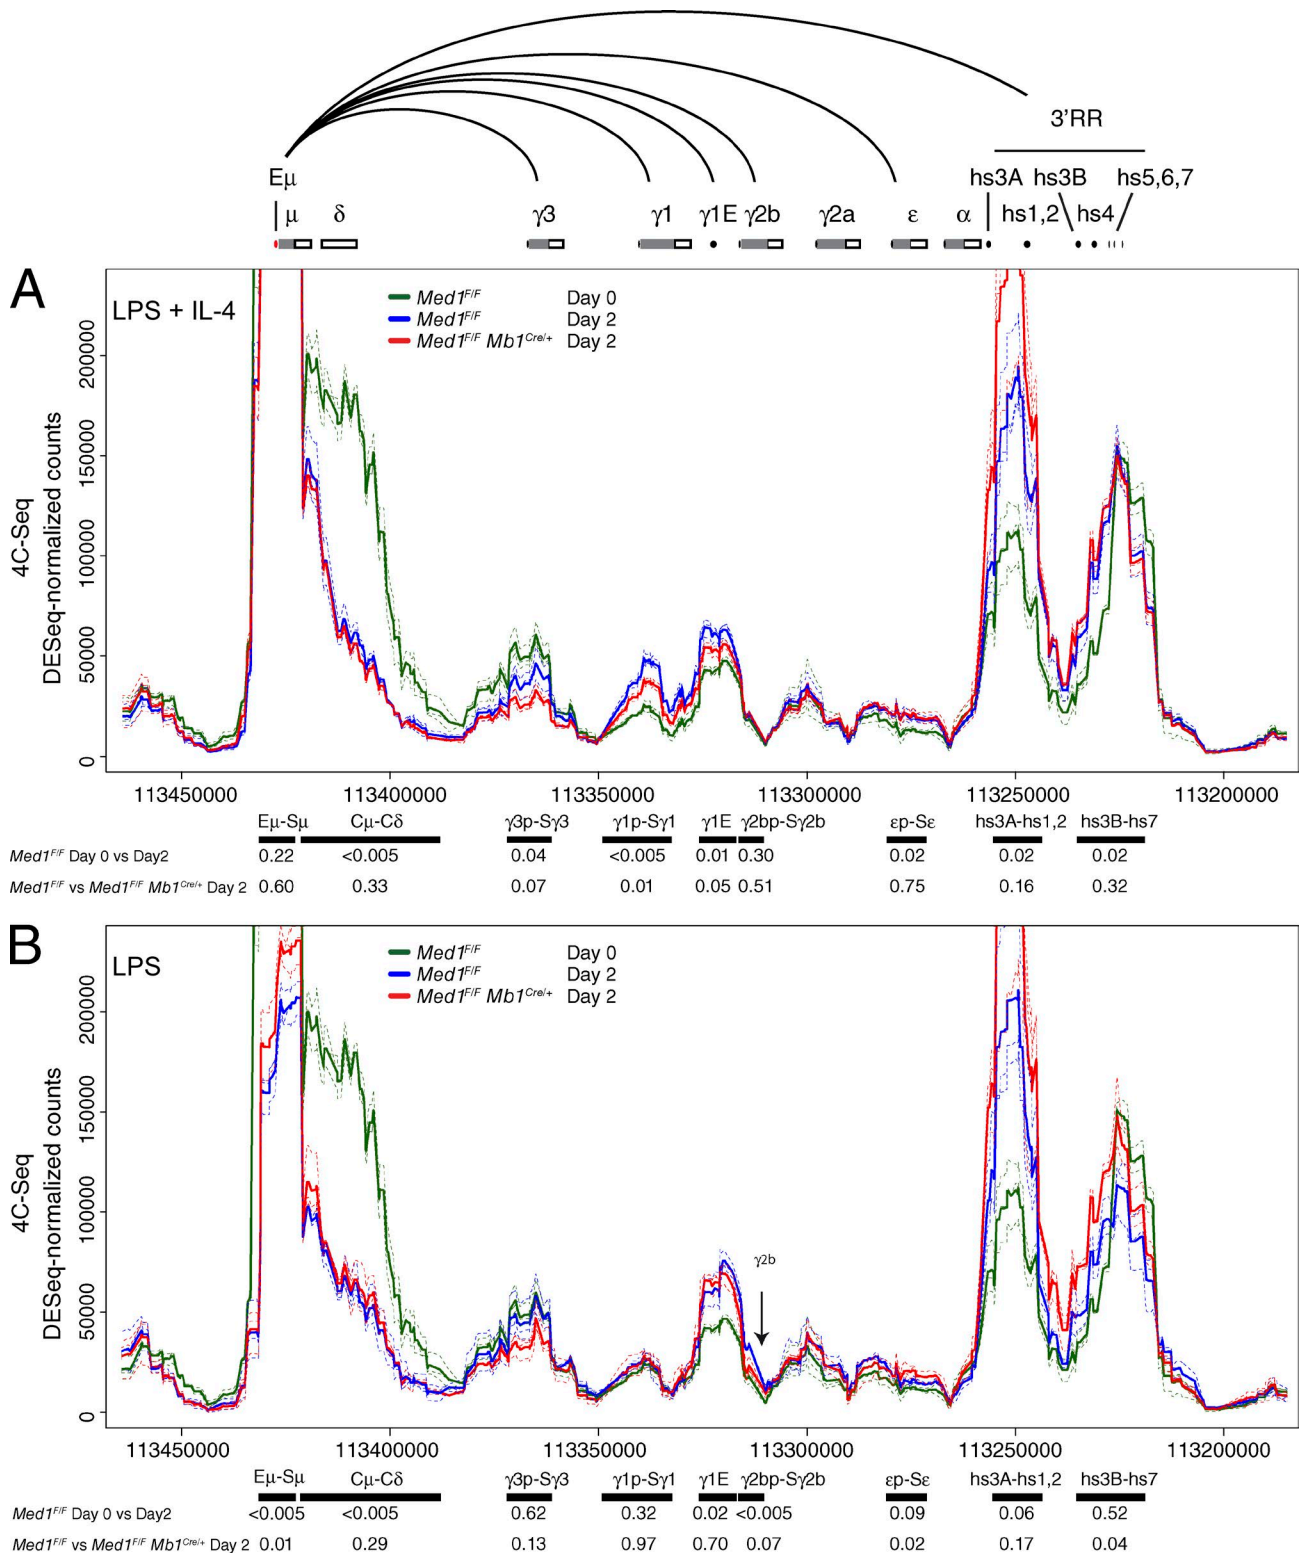 3'RR
Eμ hs3A hs3B hs5,6,7
μ δ γ3 γ1 γ1E γ2b γ2a ε α hs1,2 hs4
A
LPS + IL-4
Med1F/F Day 0
Med1F/F Day 2
Med1F/F Mb1Cre/+ Day 2
4C-Seq
DESeq-normalized counts
200000
150000
100000
50000
0
113450000 113400000 113350000 113300000 113250000 113200000
Eμ-Sμ Cμ-Cδ γ3p-Sγ3 γ1p-Sγ1 γ1E γ2bp-Sγ2b εp-Sε hs3A-hs1,2 hs3B-hs7
Med1F/F Day 0 vs Day2 0.22 <0.005 0.04 <0.005 0.01 0.30 0.02 0.02 0.02
Med1F/F vs Med1F/F Mb1Cre/+ Day 2 0.60 0.33 0.07 0.01 0.05 0.51 0.75 0.16 0.32
B
LPS
Med1F/F Day 0
Med1F/F Day 2
Med1F/F Mb1Cre/+ Day 2
4C-Seq
DESeq-normalized counts
200000
150000
100000
50000
0
γ2b
113450000 113400000 113350000 113300000 113250000 113200000
Eμ-Sμ Cμ-Cδ γ3p-Sγ3 γ1p-Sγ1 γ1E γ2bp-Sγ2b εp-Sε hs3A-hs1,2 hs3B-hs7
Med1F/F Day 0 vs Day2 <0.005 <0.005 0.62 0.32 0.02 <0.005 0.09 0.06 0.52
Med1F/F vs Med1F/F Mb1Cre/+ Day 2 0.01 0.29 0.13 0.97 0.70 0.07 0.02 0.17 0.04